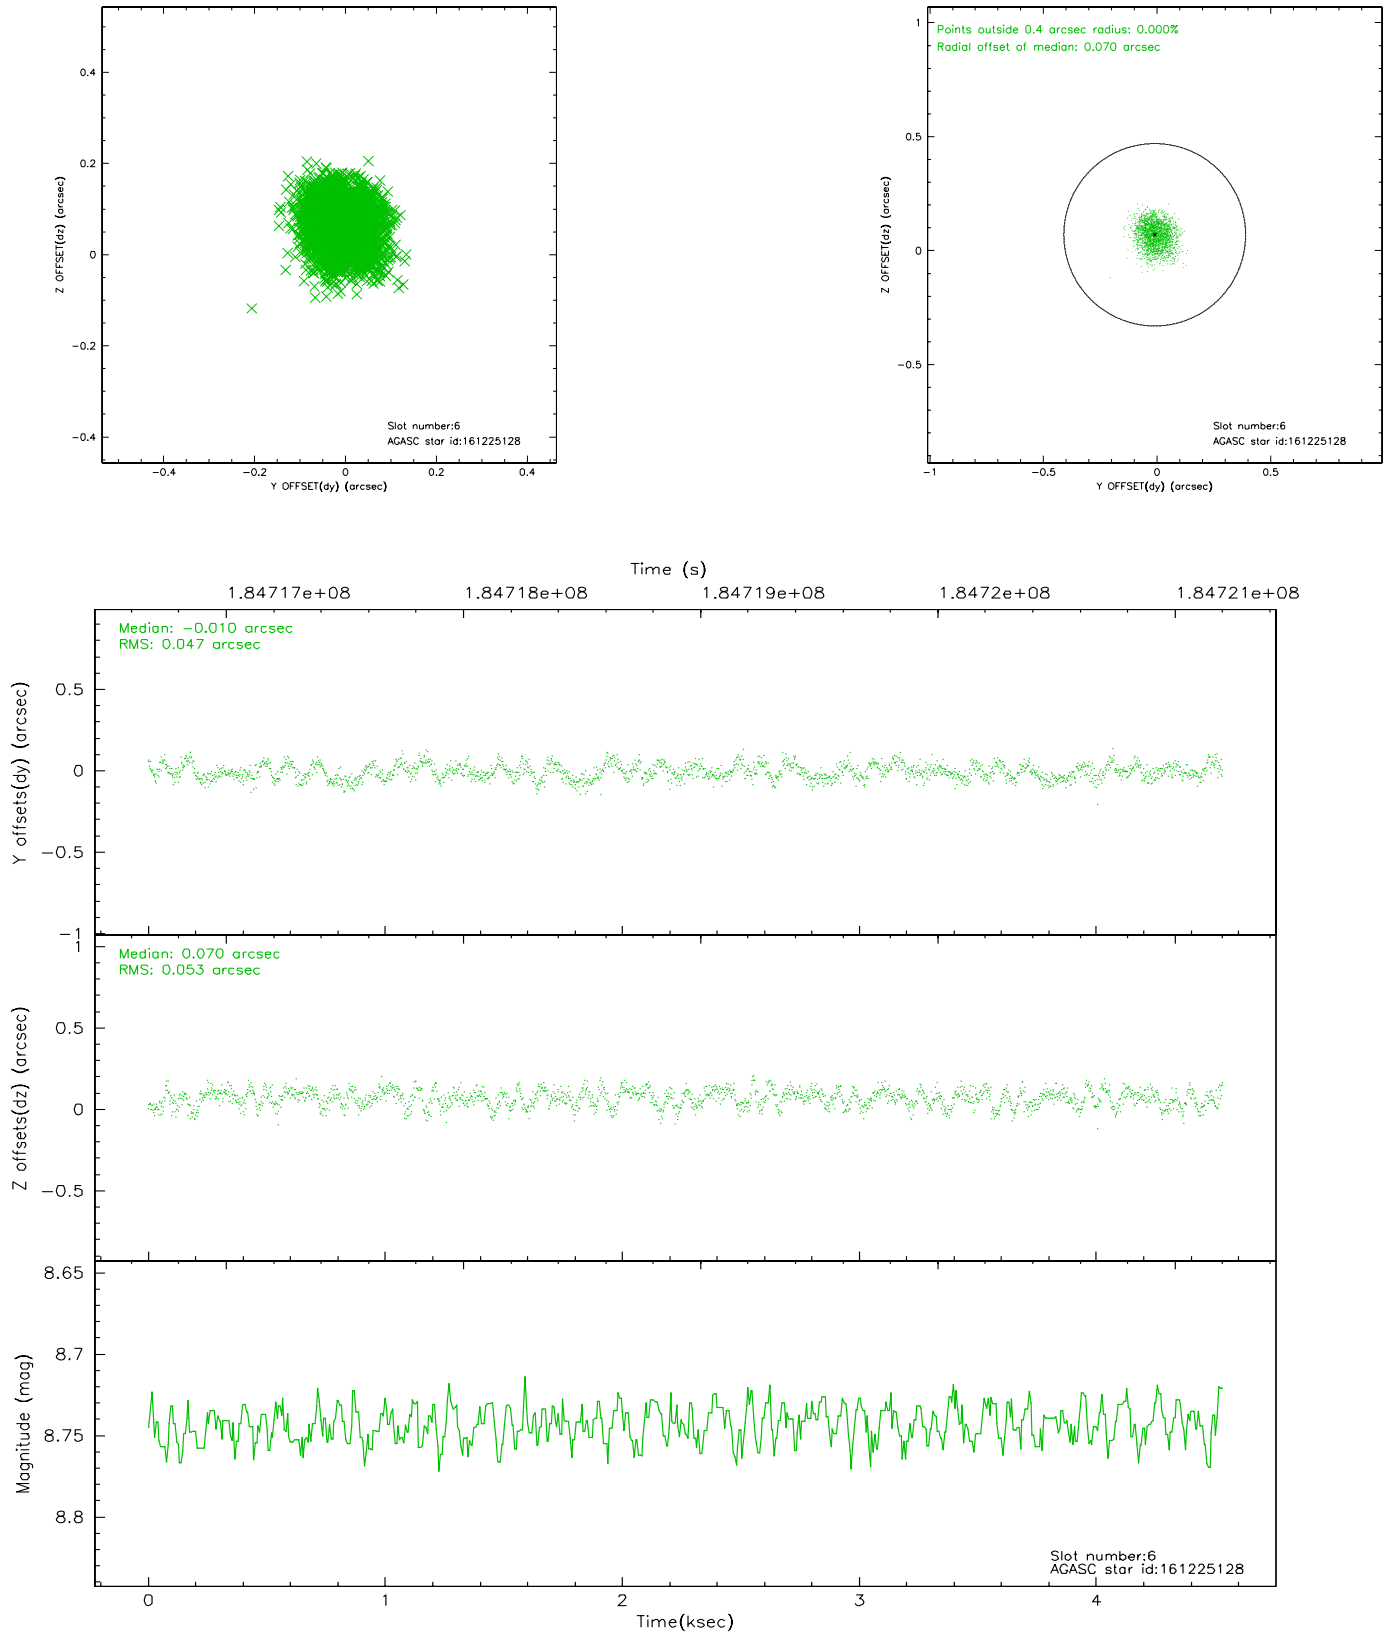 0.4
0.2
0
-0.2
-0.4
Z OFFSET(dz) (arcsec)
Slot number:6
AGASC star id:161225128
-0.4 -0.2 0 0.2 0.4
Y OFFSET(dy) (arcsec)
Points outside 0.4 arcsec radius: 0.000%
Radial offset of median: 0.070 arcsec
1
0.5
0
-0.5
Z OFFSET(dz) (arcsec)
Slot number:6
AGASC star id:161225128
-1 -0.5 0 0.5
Y OFFSET(dy) (arcsec)
Time (s)
1.84717e+08 1.84718e+08 1.84719e+08 1.8472e+08 1.84721e+08
Median: -0.010 arcsec
RMS: 0.047 arcsec
0.5
0
-0.5
-1
Y offsets(dy) (arcsec)
Median: 0.070 arcsec
RMS: 0.053 arcsec
1
0.5
0
-0.5
Z offsets(dz) (arcsec)
8.65
8.7
8.75
8.8
Magnitude (mag)
Slot number:6
AGASC star id:161225128
0 1 2 3 4
Time(ksec)